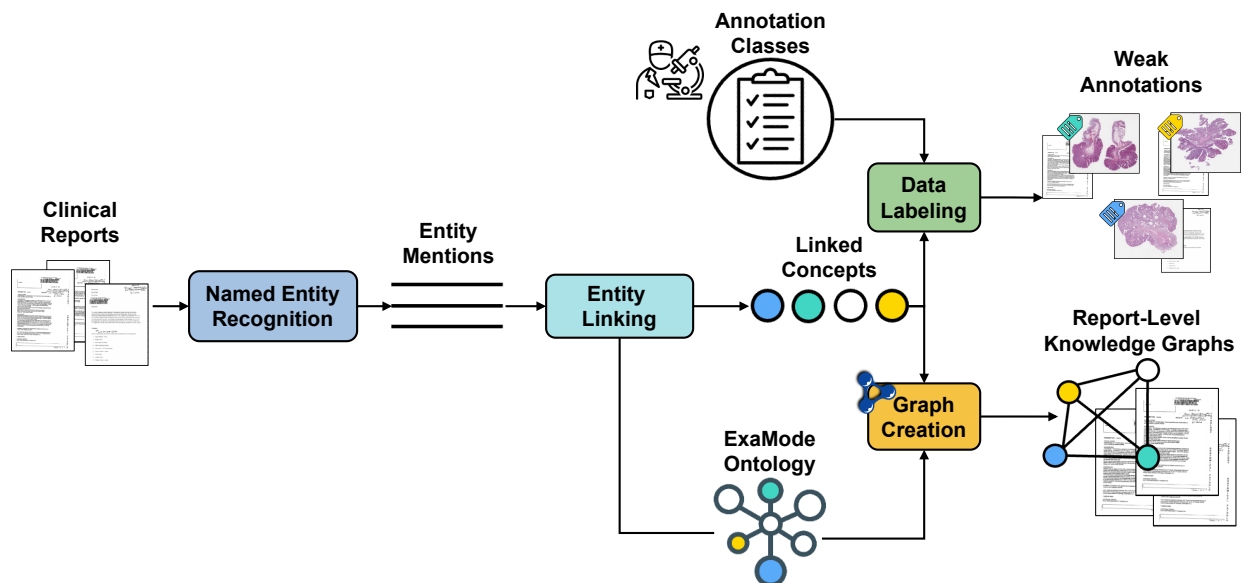 Annotation
Classes
Weak
Annotations
Data
Labeling
Clinical
Reports
Entity
Mentions
Linked
Concepts
Named Entity
Recognition
Entity
Linking
Report-Level
Knowledge Graphs
Graph
Creation
ExaMode
Ontology